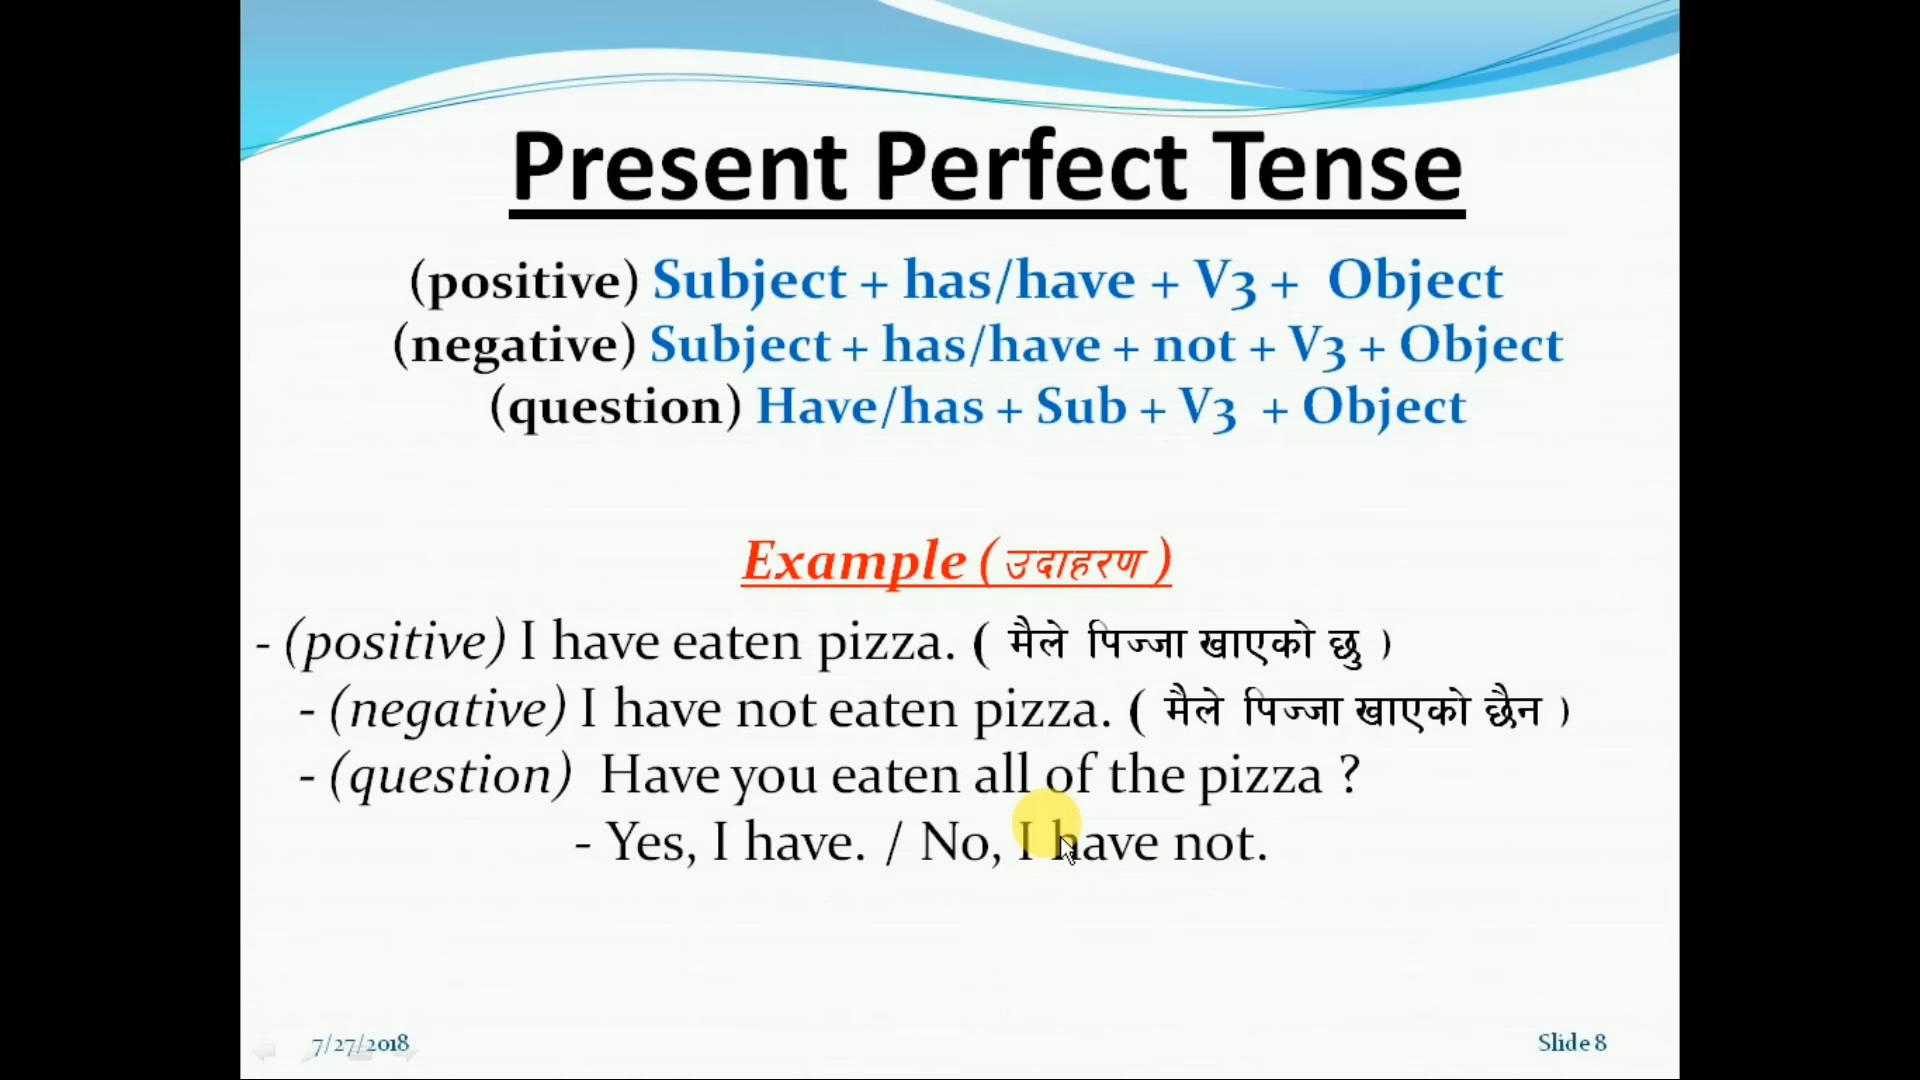 Present Perfect Tense
(positive) Subject + has/have + V3 + Object
(negative) Subject + has/have + not + V3 + Object
(question) Have/has + Sub + V3 + Object
Example ( उदाहरण )
- (positive) I have eaten pizza. ( मैले पिज्जा खाएको छु )
- (negative) I have not eaten pizza. ( मैले पिज्जा खाएको छैन )
- (question) Have you eaten all of the pizza ?
- Yes, I have. / No, I have not.
7/27/2018
Slide 8